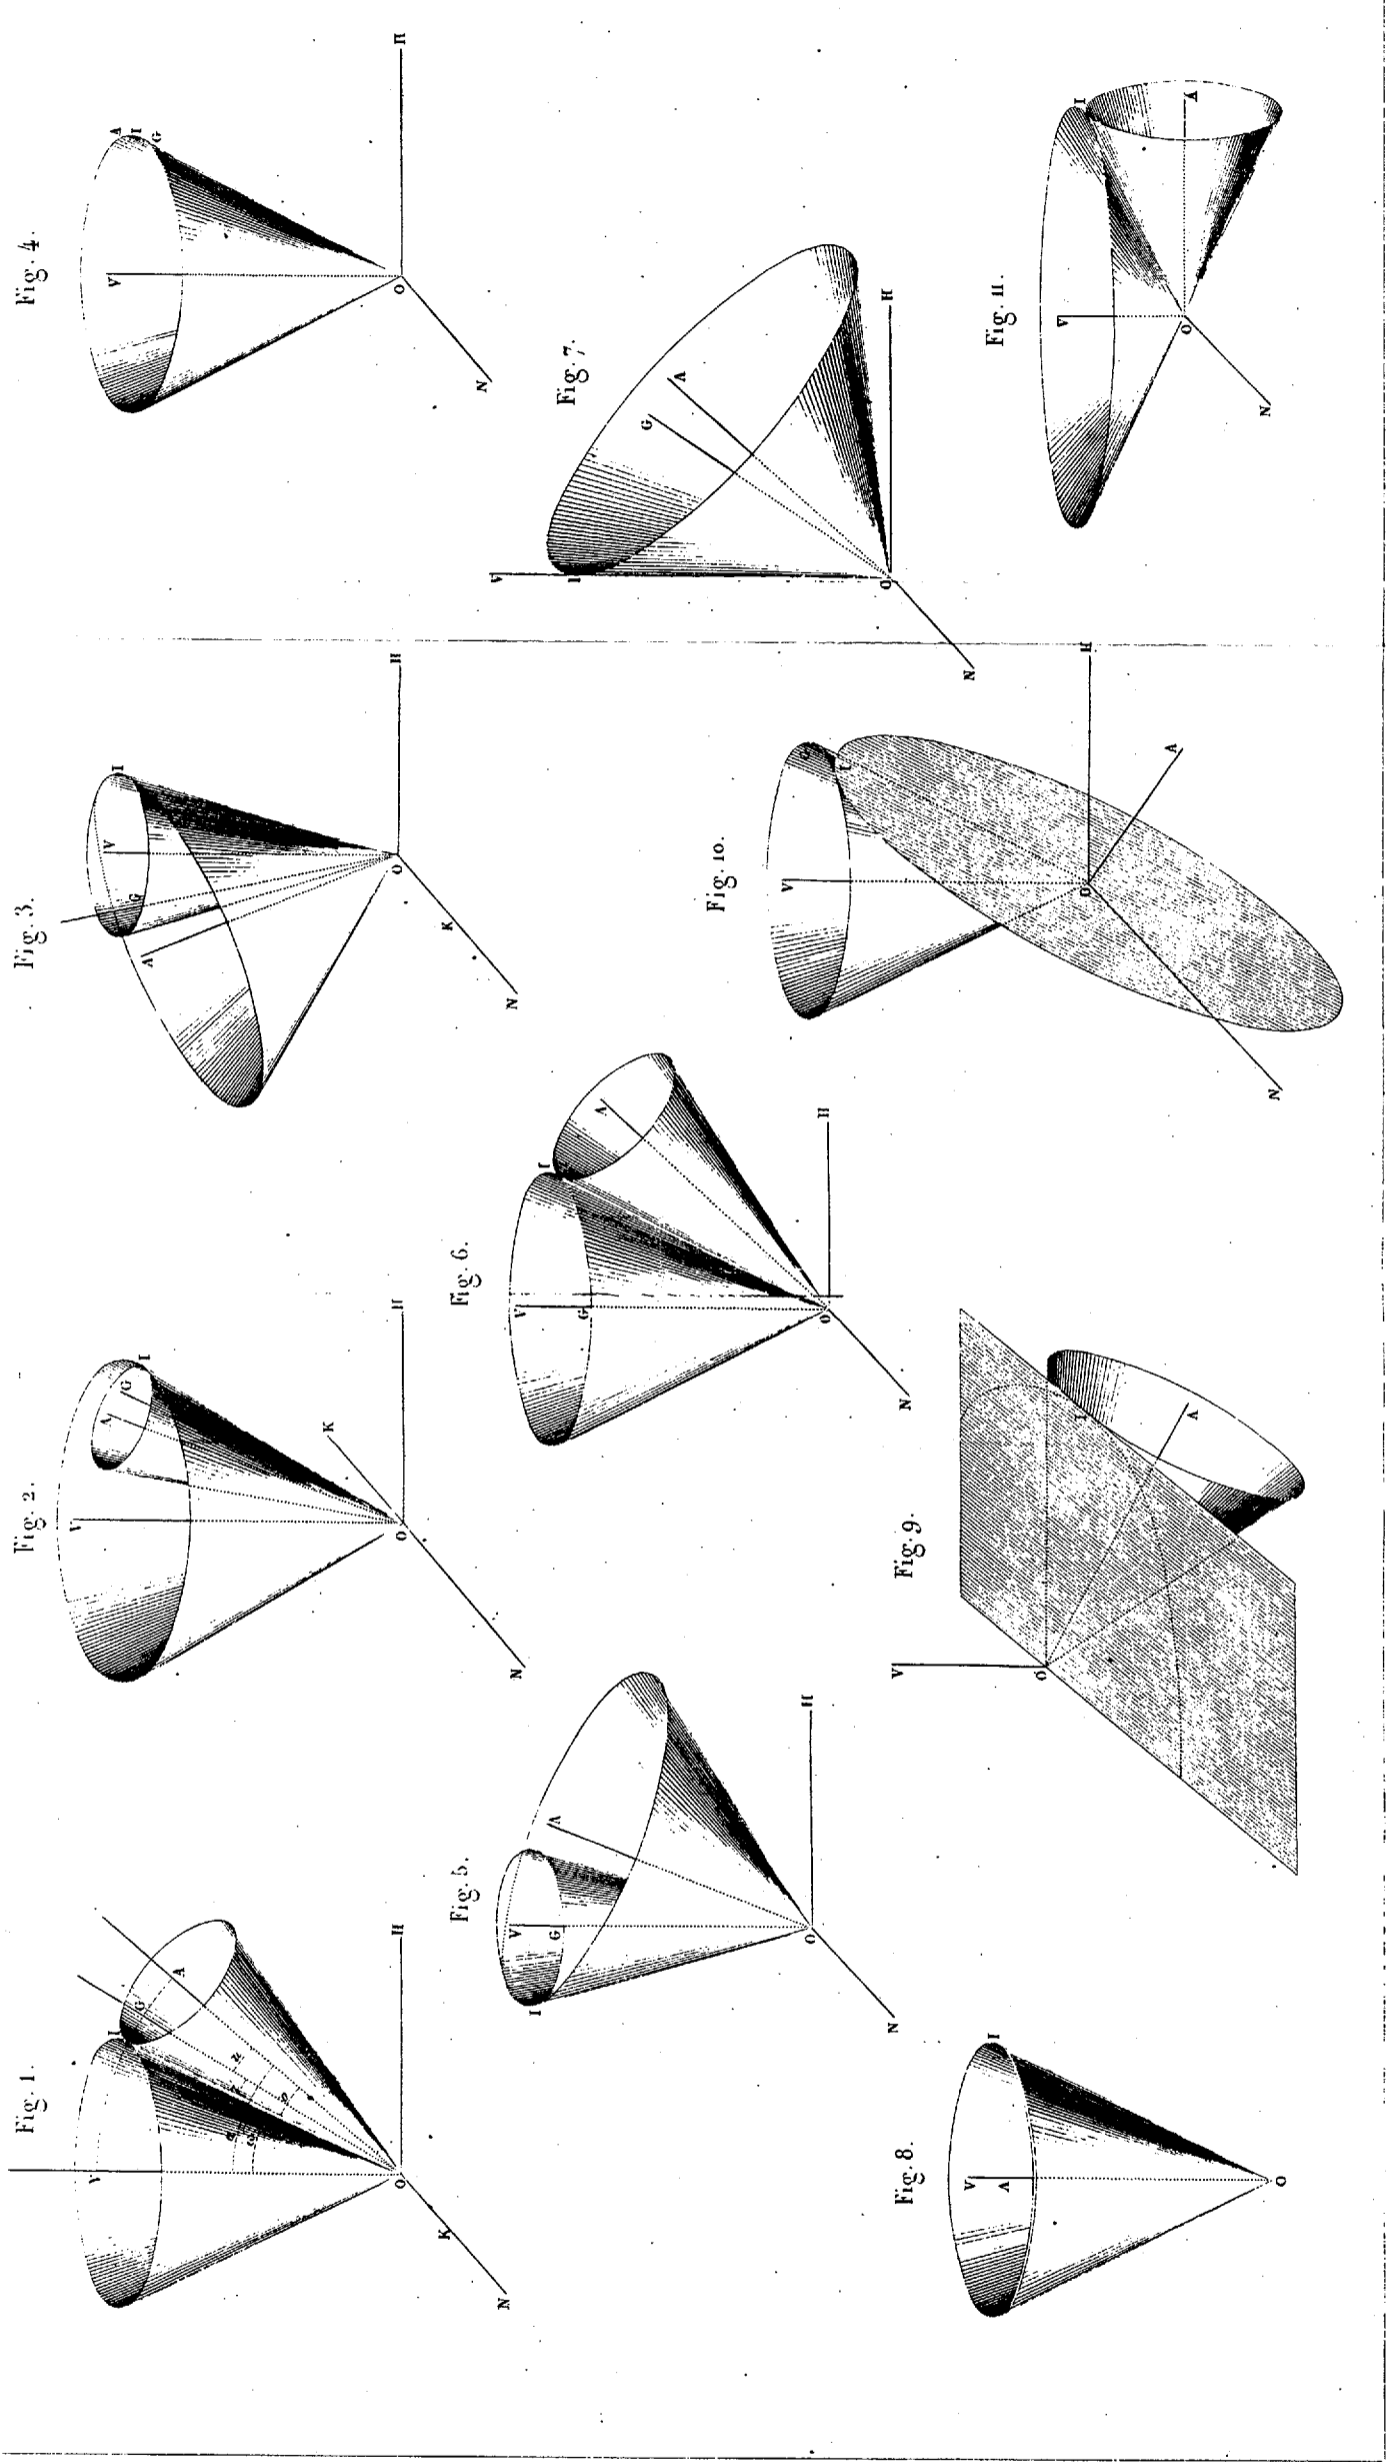 Fig. 1.
V
I
G
A
O
H
K
N
Fig. 2.
V
A
G
I
O
K
H
N
Fig. 3.
V
G
A
I
O
H
K
N
Fig. 4.
V
A
I
G
O
H
N
Fig. 5.
V
G
A
I
O
H
N
Fig. 6.
V
G
I
A
O
H
N
Fig. 7.
V
I
G
A
O
H
N
Fig. 8.
V
A
I
O
Fig. 9.
V
O
I
A
Fig. 10.
V
G
I
O
H
A
N
Fig. 11.
V
I
A
O
N